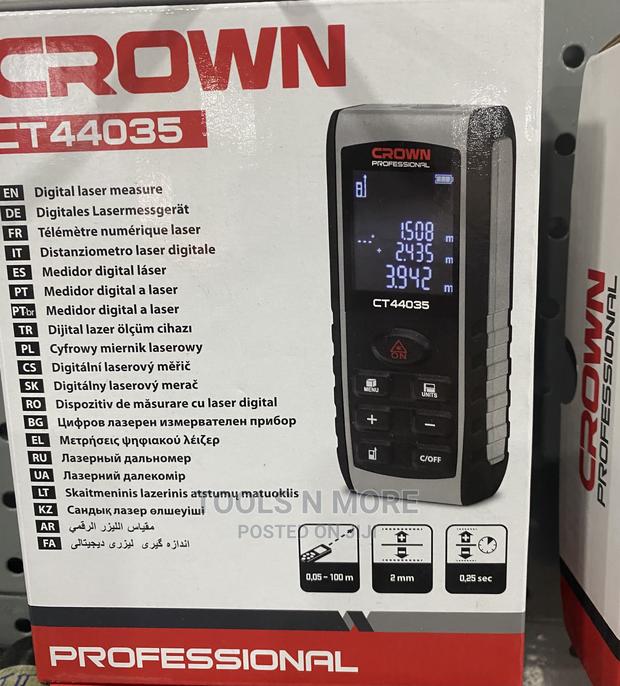 CROWN
CT44035
EN Digital laser measure
DE Digitales Lasermessgerät
FR Télémètre numérique laser
IT Distanziometro laser digitale
ES Medidor digital láser
PT Medidor digital a laser
PTbr Medidor digital a laser
TR Dijital lazer ölçüm cihazı
PL Cyfrowy miernik laserowy
CS Digitální laserový měřič
SK Digitálny laserový merač
RO Dispozitiv de măsurare cu laser digital
BG Цифров лазерен измервателен прибор
EL Μετρήσεις ψηφιακού λέιζερ
RU Лазерный дальномер
UA Лазерний далекомір
LT Skaitmeninis lazerinis atstumų matuoklis
KZ Сандық лазер өлшеуіші
AR مقياس الليزر الرقمي
FA اندازه گیری لیزری دیجیتالی
CROWN
PROFESSIONAL
1.508 m
2.435 m
3.942 m
CT44035
ON
MENU
UNITS
+
−
C/OFF
TOOLS N MORE
POSTED ON JIJI
0,05 – 100 m
2 mm
0,25 sec
PROFESSIONAL
CROWN
PROFESSIONAL